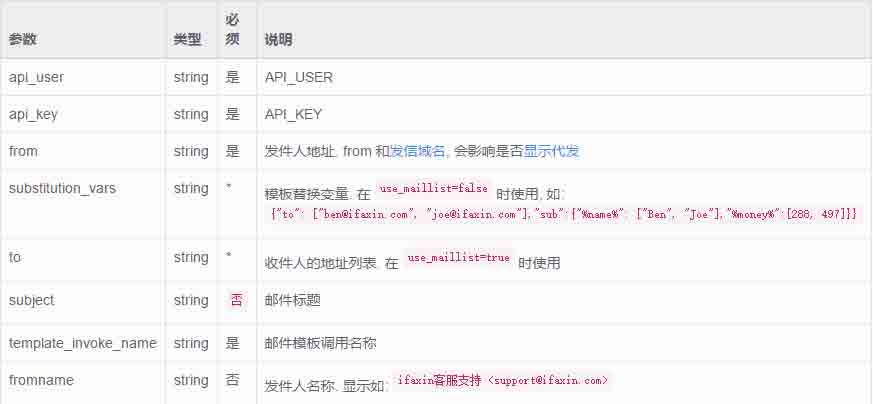 参数 类型 必须 说明
api_user string 是 API_USER
api_key string 是 API_KEY
from string 是 发件人地址. from 和发信域名, 会影响是否显示代发
substitution_vars string * 模板替换变量. 在 use_maillist=false 时使用, 如:
{"to": ["ben@ifaxin.com", "joe@ifaxin.com"],"sub":{"%name%": ["Ben", "Joe"],"%money%":[288, 497]}}
to string * 收件人的地址列表. 在 use_maillist=true 时使用
subject string 否 邮件标题
template_invoke_name string 是 邮件模板调用名称
fromname string 否 发件人名称. 显示如: ifaxin客服支持 <support@ifaxin.com>